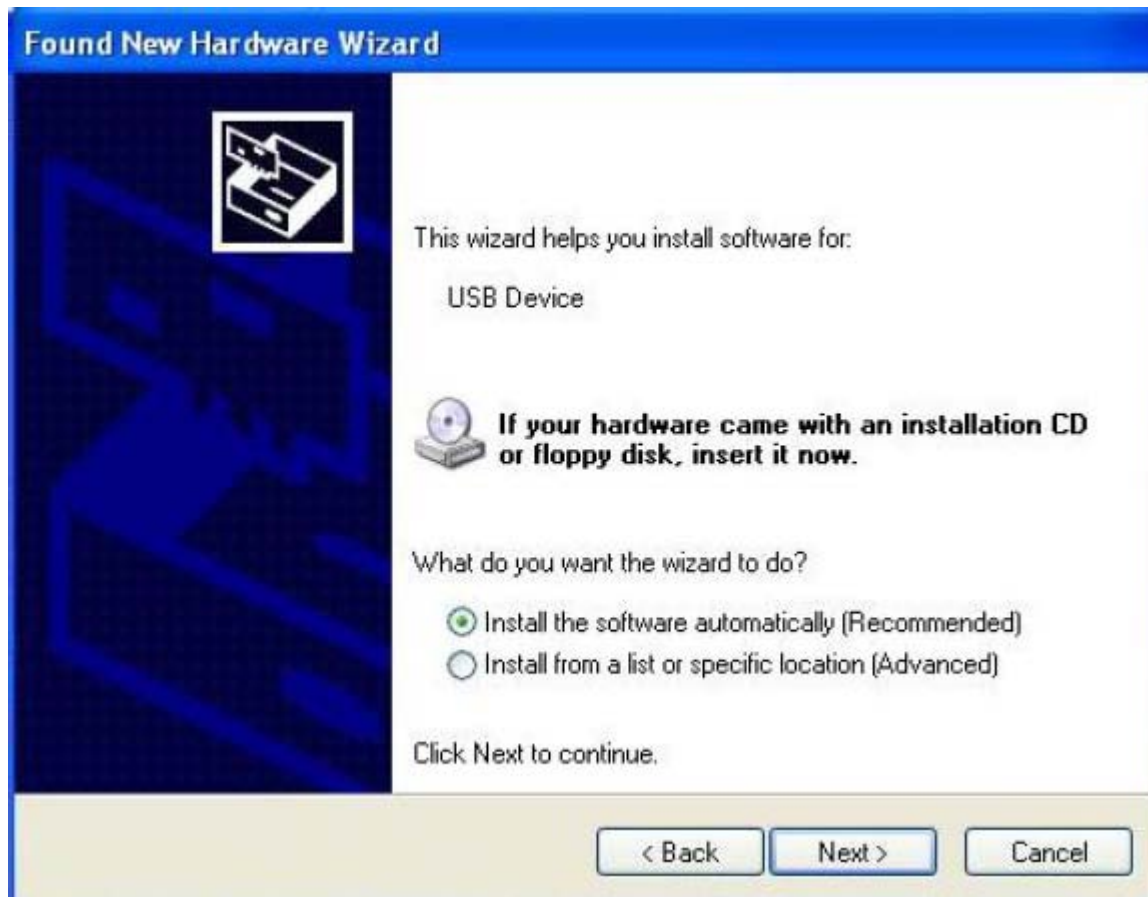 Found New Hardware Wizard
This wizard helps you install software for:
USB Device
If your hardware came with an installation CD
or floppy disk, insert it now.
What do you want the wizard to do?
Install the software automatically (Recommended)
Install from a list or specific location (Advanced)
Click Next to continue.
< Back Next > Cancel